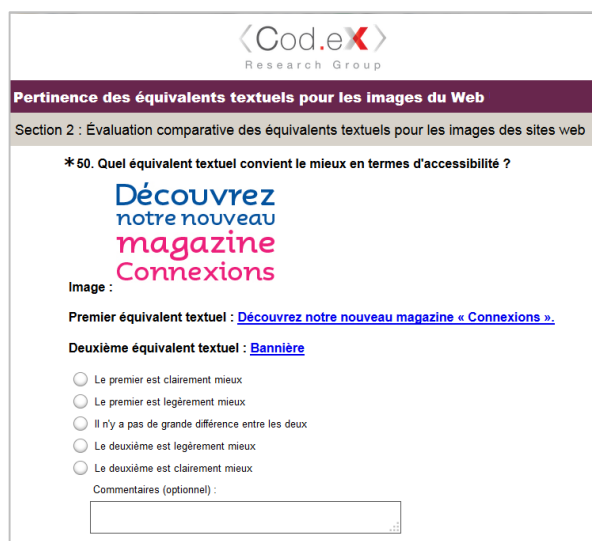 Cod.eX
Research Group
Pertinence des équivalents textuels pour les images du Web
Section 2 : Évaluation comparative des équivalents textuels pour les images des sites web
* 50. Quel équivalent textuel convient le mieux en termes d'accessibilité ?
Découvrez
notre nouveau
magazine
Connexions
Image :
Premier équivalent textuel : Découvrez notre nouveau magazine « Connexions ».
Deuxième équivalent textuel : Bannière
Le premier est clairement mieux
Le premier est legèrement mieux
Il n'y a pas de grande différence entre les deux
Le deuxième est legèrement mieux
Le deuxième est clairement mieux
Commentaires (optionnel) :